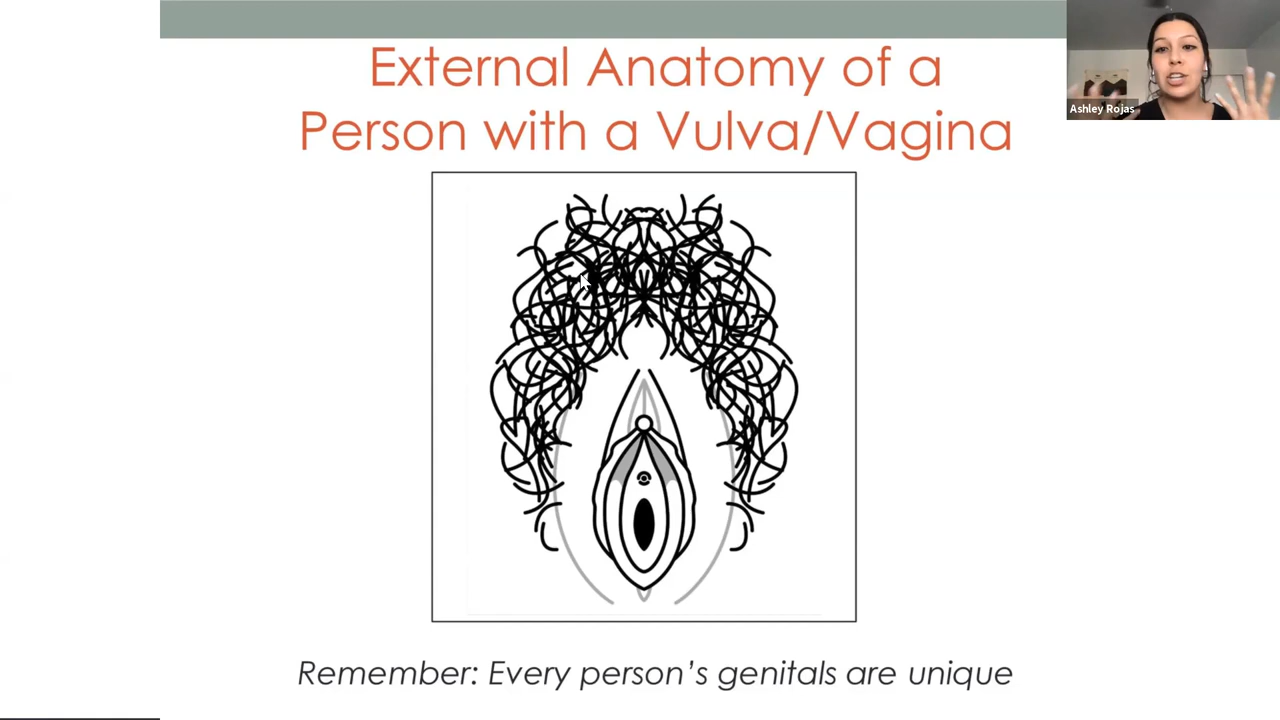 External Anatomy of a
Person with a Vulva/Vagina
Ashley Rojas
Remember: Every person's genitals are unique